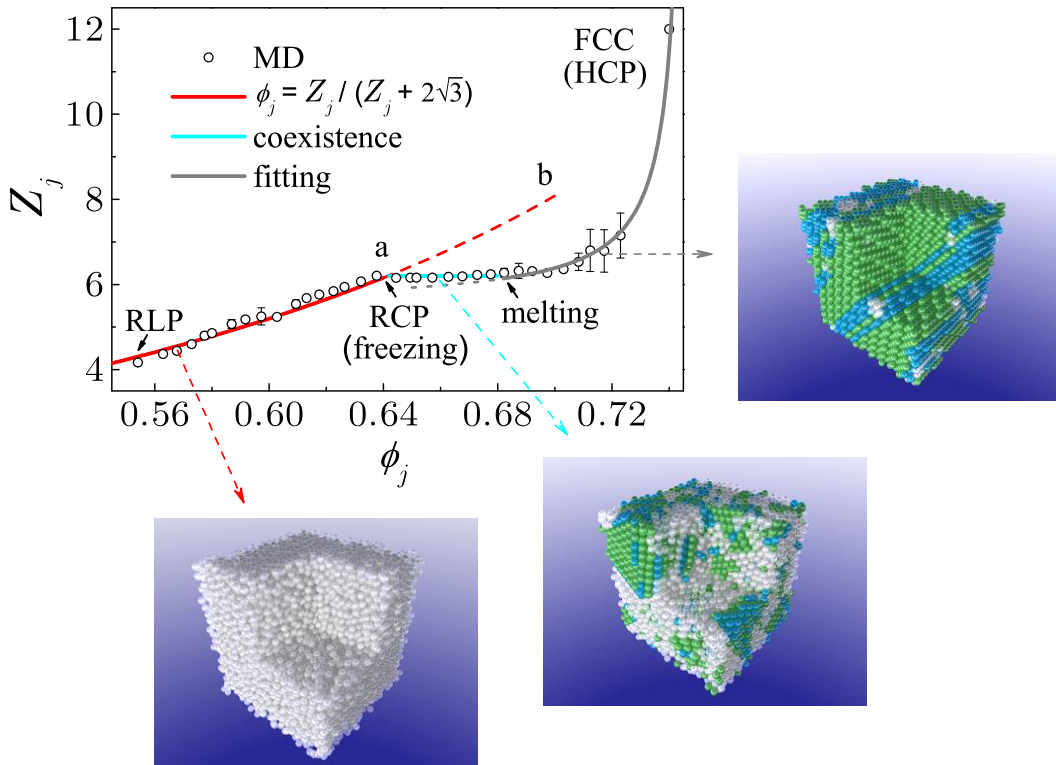 12
10
8
6
4
Z_j
MD
ϕ_j = Z_j / (Z_j + 2√3)
coexistence
fitting
FCC
(HCP)
b
a
RLP
RCP
(freezing)
melting
0.56 0.60 0.64 0.68 0.72
ϕ_j